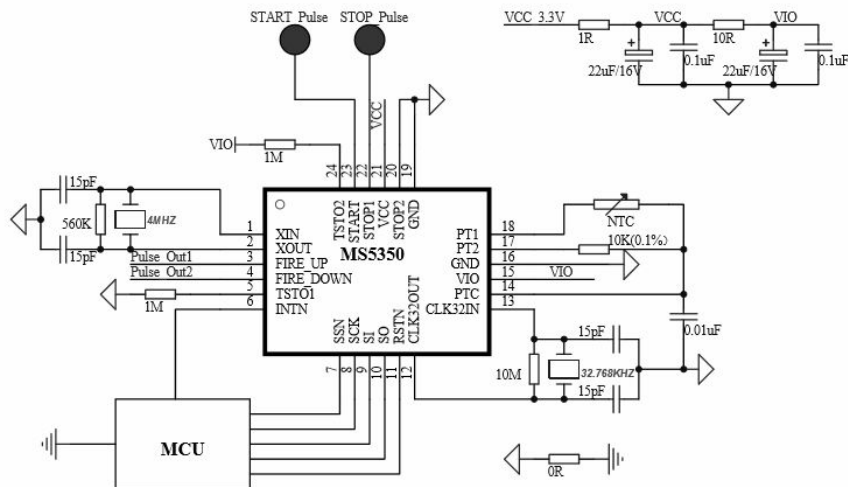 START_Pulse STOP_Pulse
VCC 3.3V VCC VIO
1R 10R
22uF/16V 0.1uF 22uF/16V 0.1uF
VCC
VIO
1M
24 23 22 21 20 19
TSTO2 START STOP1 VCC STOP2 GND
15pF
560K
4MHZ
15pF
1 XIN
2 XOUT
Pulse_Out1 3 FIRE_UP
Pulse_Out2 4 FIRE_DOWN
1M 5 TSTO1
6 INTN
MS5350
PT1 18
PT2 17
GND 16
VIO 15
PTC 14
CLK32IN 13
NTC
10K(0.1%)
VIO
0.01uF
SSN SCK SI SO RSTN CLK32OUT
7 8 9 10 11 12
15pF
10M
32.768KHZ
15pF
MCU
0R